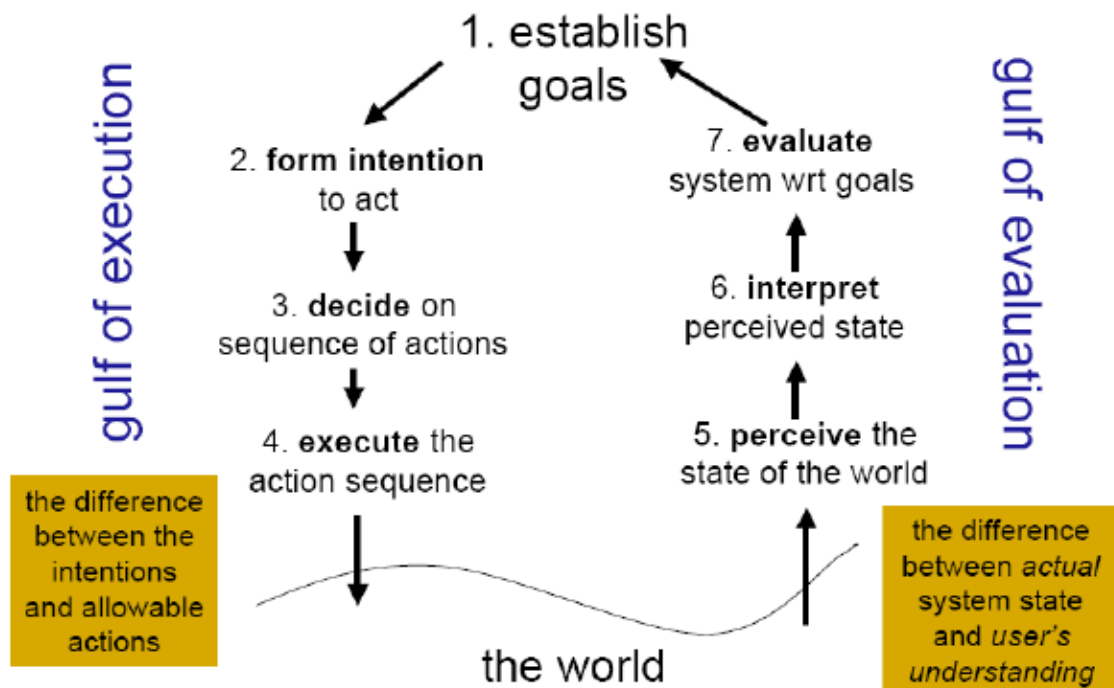 1. establish
goals
gulf of execution
2. form intention
to act
3. decide on
sequence of actions
4. execute the
action sequence
the difference
between the
intentions
and allowable
actions
the world
5. perceive the
state of the world
6. interpret
perceived state
7. evaluate
system wrt goals
gulf of evaluation
the difference
between actual
system state
and user's
understanding